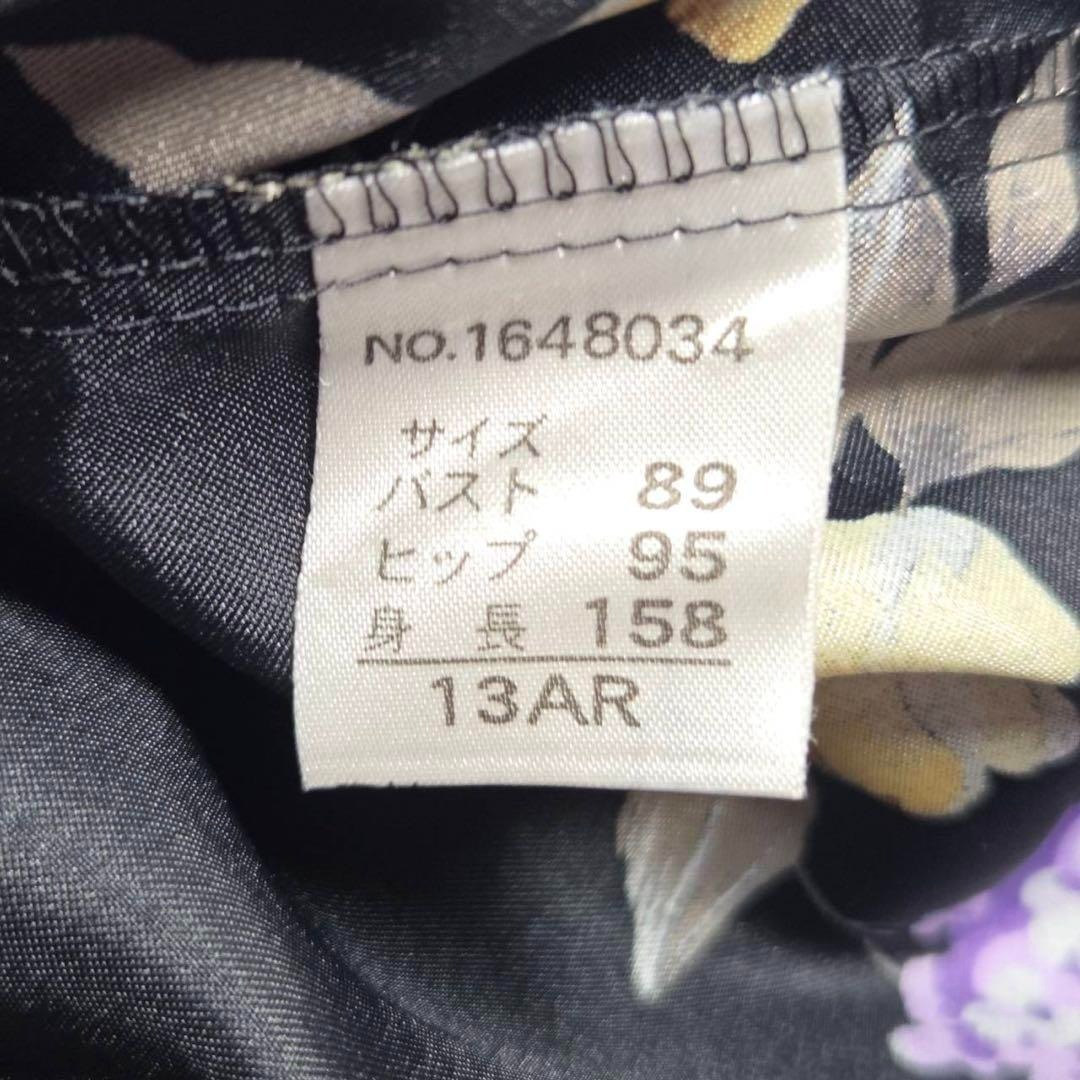 NO.1648034
サイズ
バスト 89
ヒップ 95
身長 158
13AR